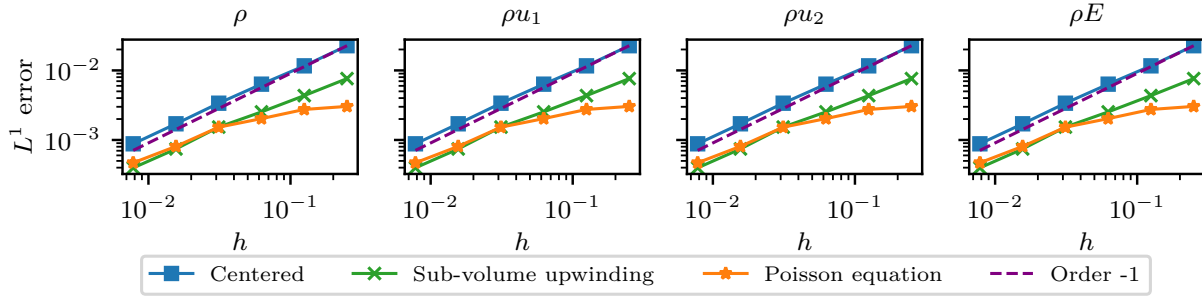 ρ ρu₁ ρu₂ ρE
L¹ error
10⁻²
10⁻³
10⁻² 10⁻¹ 10⁻² 10⁻¹ 10⁻² 10⁻¹ 10⁻² 10⁻¹
h h h h
Centered Sub-volume upwinding Poisson equation Order -1